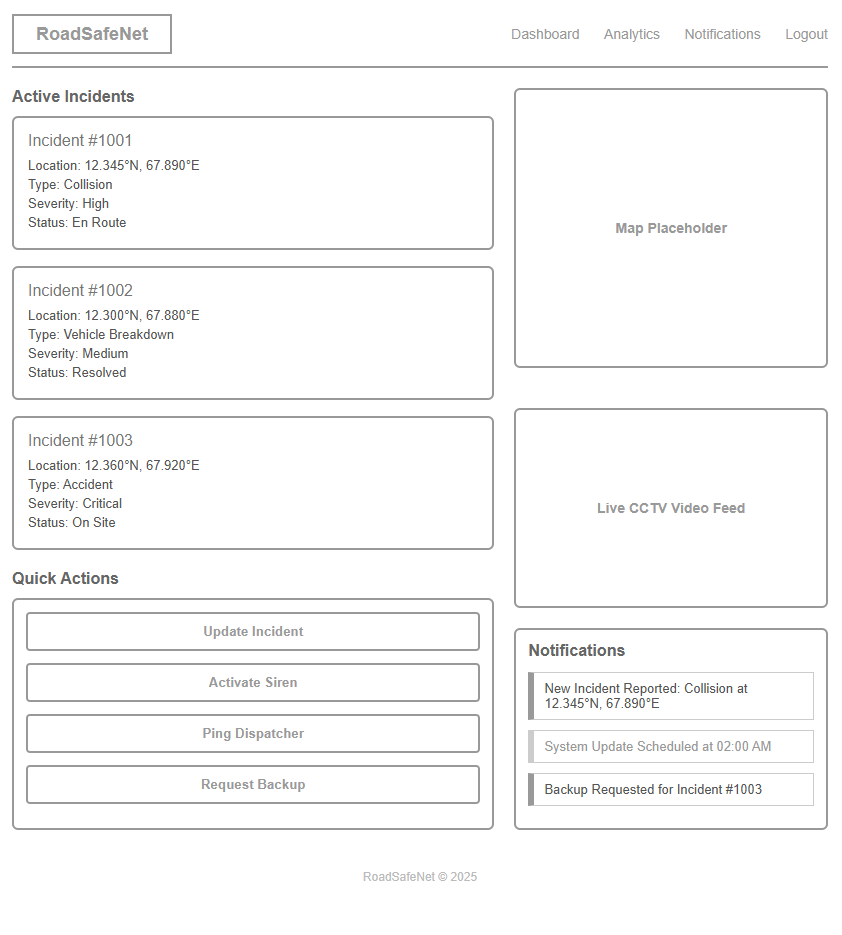 RoadSafeNet
Dashboard Analytics Notifications Logout
Active Incidents
Incident #1001
Location: 12.345°N, 67.890°E
Type: Collision
Severity: High
Status: En Route
Incident #1002
Location: 12.300°N, 67.880°E
Type: Vehicle Breakdown
Severity: Medium
Status: Resolved
Incident #1003
Location: 12.360°N, 67.920°E
Type: Accident
Severity: Critical
Status: On Site
Quick Actions
Update Incident
Activate Siren
Ping Dispatcher
Request Backup
Map Placeholder
Live CCTV Video Feed
Notifications
New Incident Reported: Collision at
12.345°N, 67.890°E
System Update Scheduled at 02:00 AM
Backup Requested for Incident #1003
RoadSafeNet © 2025